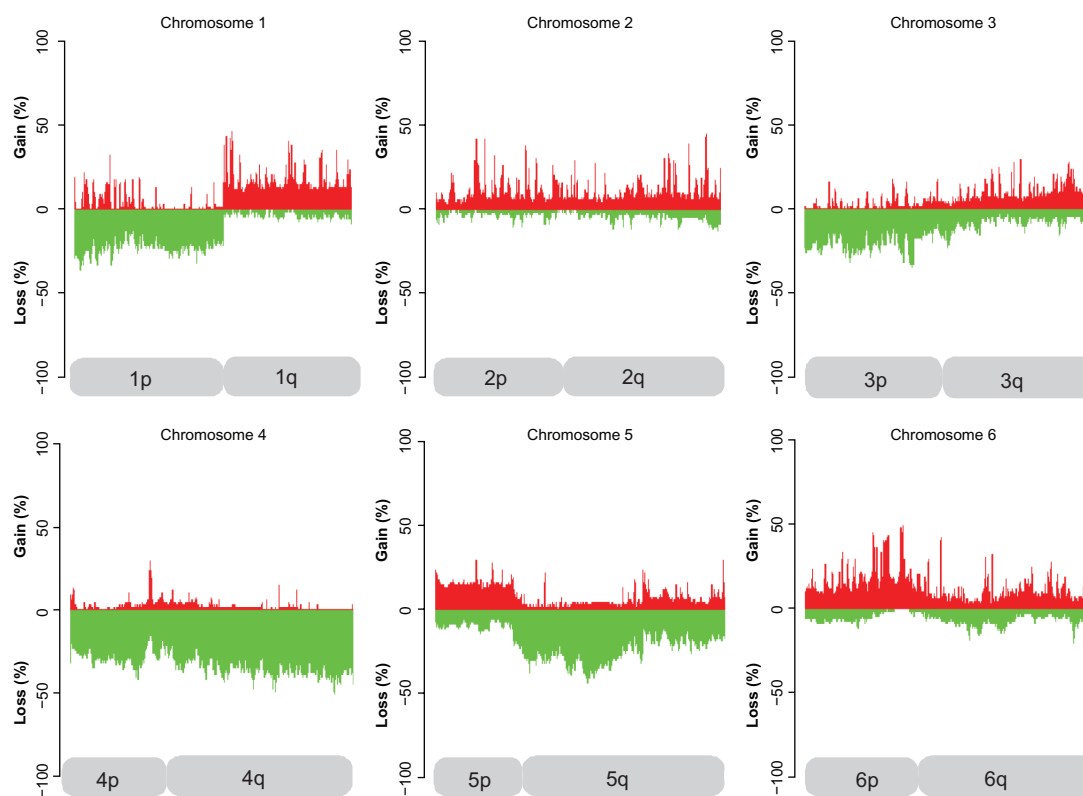 Chromosome 1
Gain (%)
Loss (%)
100
50
0
−50
−100
1p
1q
Chromosome 2
Gain (%)
Loss (%)
100
50
0
−50
−100
2p
2q
Chromosome 3
Gain (%)
Loss (%)
100
50
0
−50
−100
3p
3q
Chromosome 4
Gain (%)
Loss (%)
100
50
0
−50
−100
4p
4q
Chromosome 5
Gain (%)
Loss (%)
100
50
0
−50
−100
5p
5q
Chromosome 6
Gain (%)
Loss (%)
100
50
0
−50
−100
6p
6q